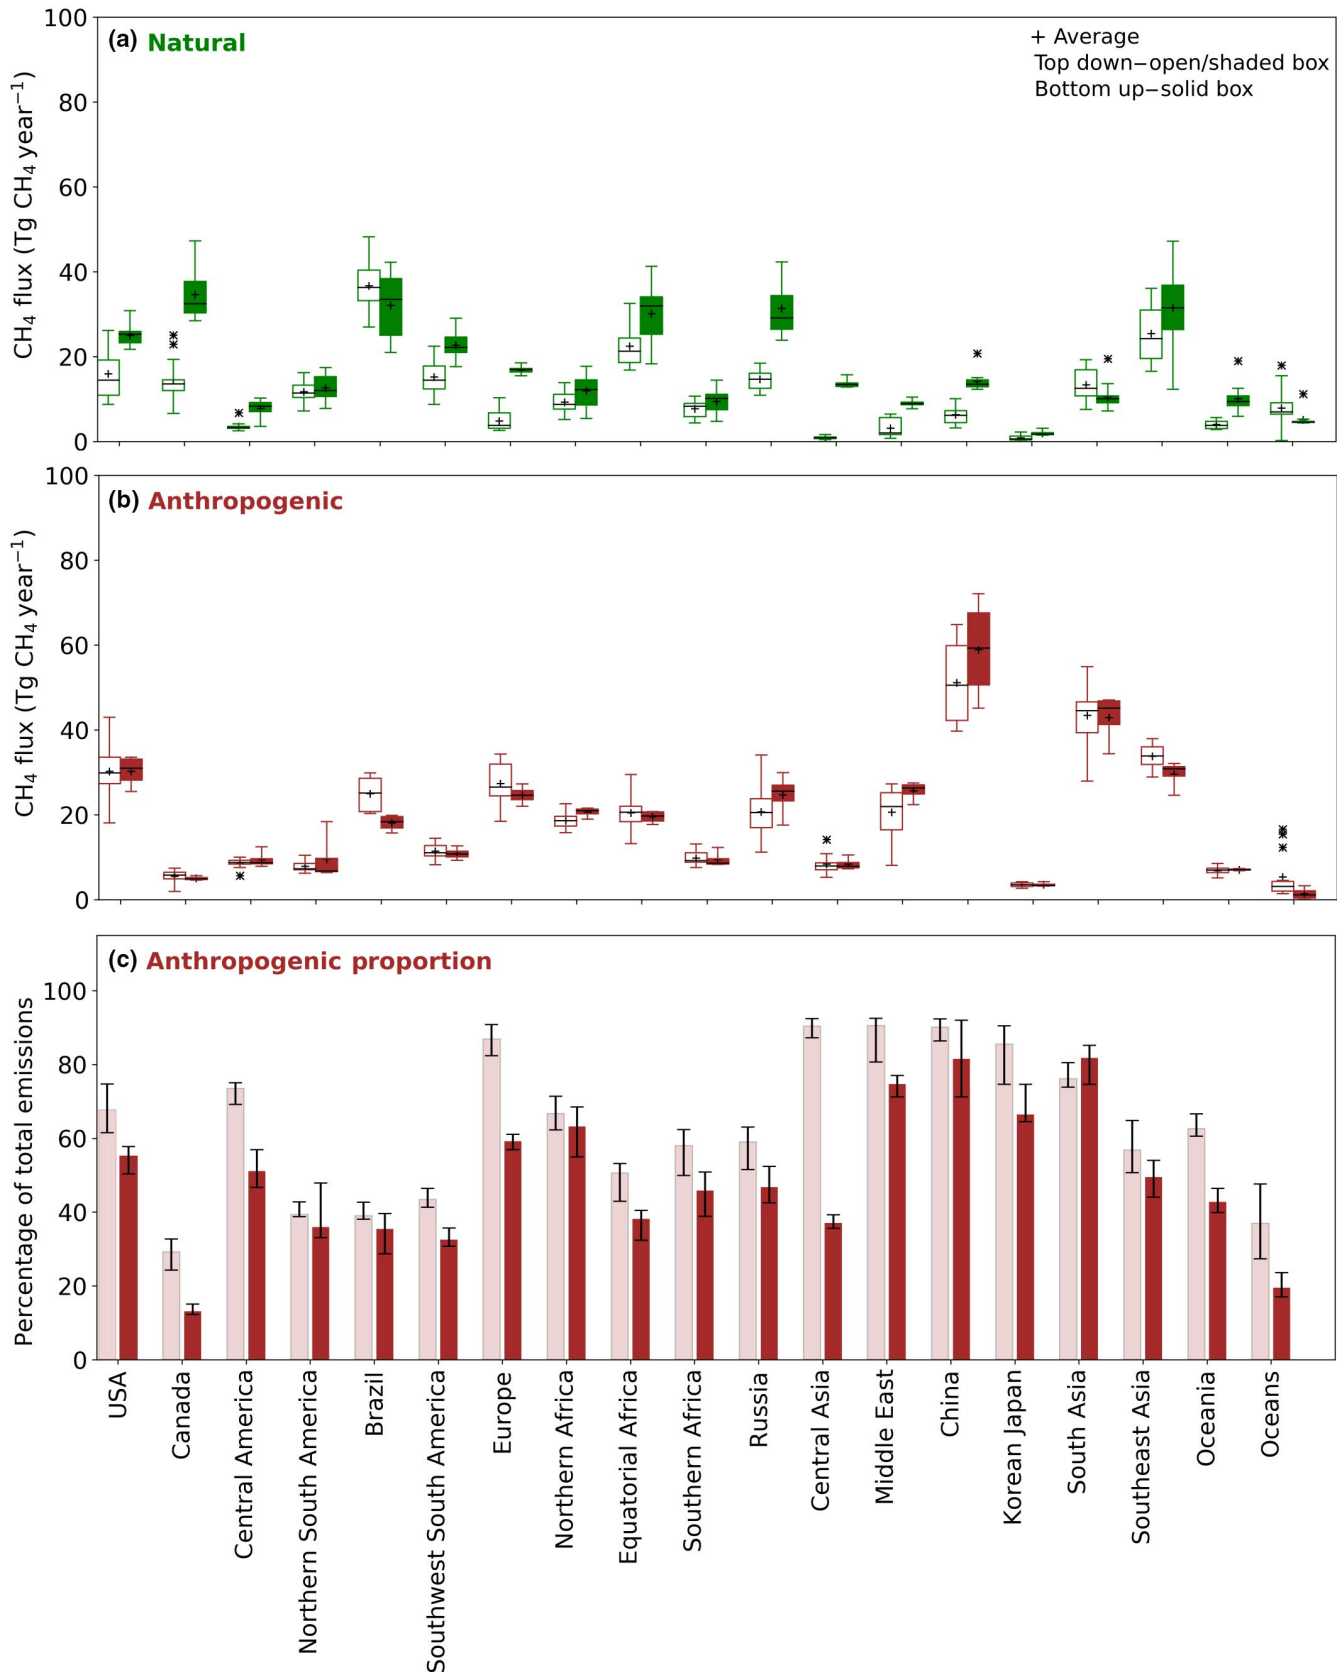 (a) Natural
+ Average
Top down−open/shaded box
Bottom up−solid box
CH₄ flux (Tg CH₄ year⁻¹)
100
80
60
40
20
0
(b) Anthropogenic
CH₄ flux (Tg CH₄ year⁻¹)
100
80
60
40
20
0
(c) Anthropogenic proportion
Percentage of total emissions
100
80
60
40
20
0
USA
Canada
Central America
Northern South America
Brazil
Southwest South America
Europe
Northern Africa
Equatorial Africa
Southern Africa
Russia
Central Asia
Middle East
China
Korean Japan
South Asia
Southeast Asia
Oceania
Oceans